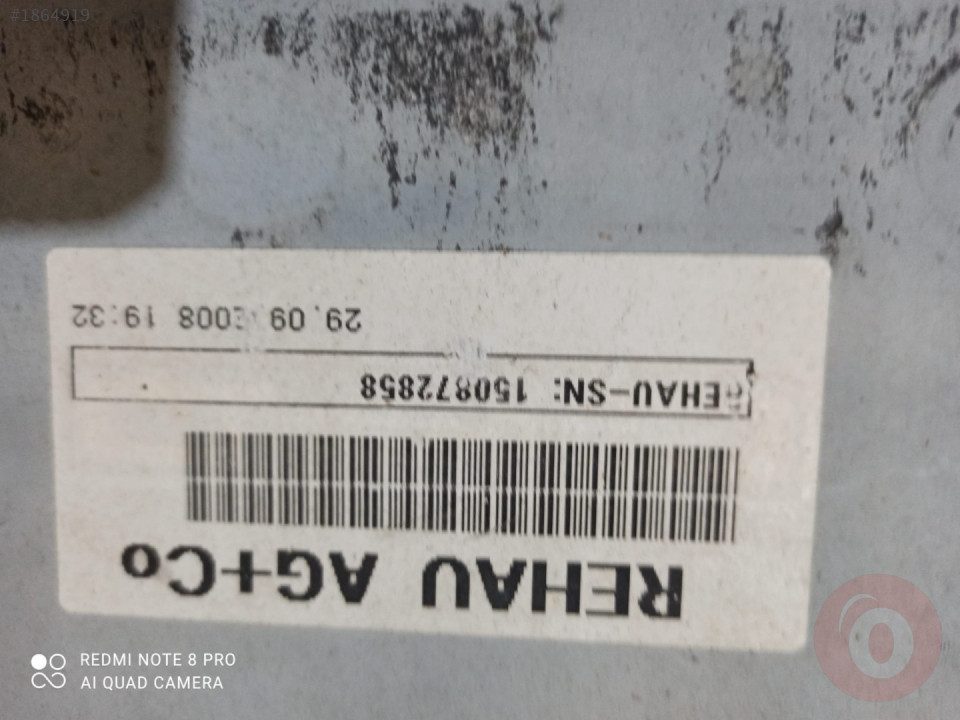 #1864919
REHAU AG+Co
REHAU-SN: 150872858
29.09.2008 19:32
REDMI NOTE 8 PRO
AI QUAD CAMERA